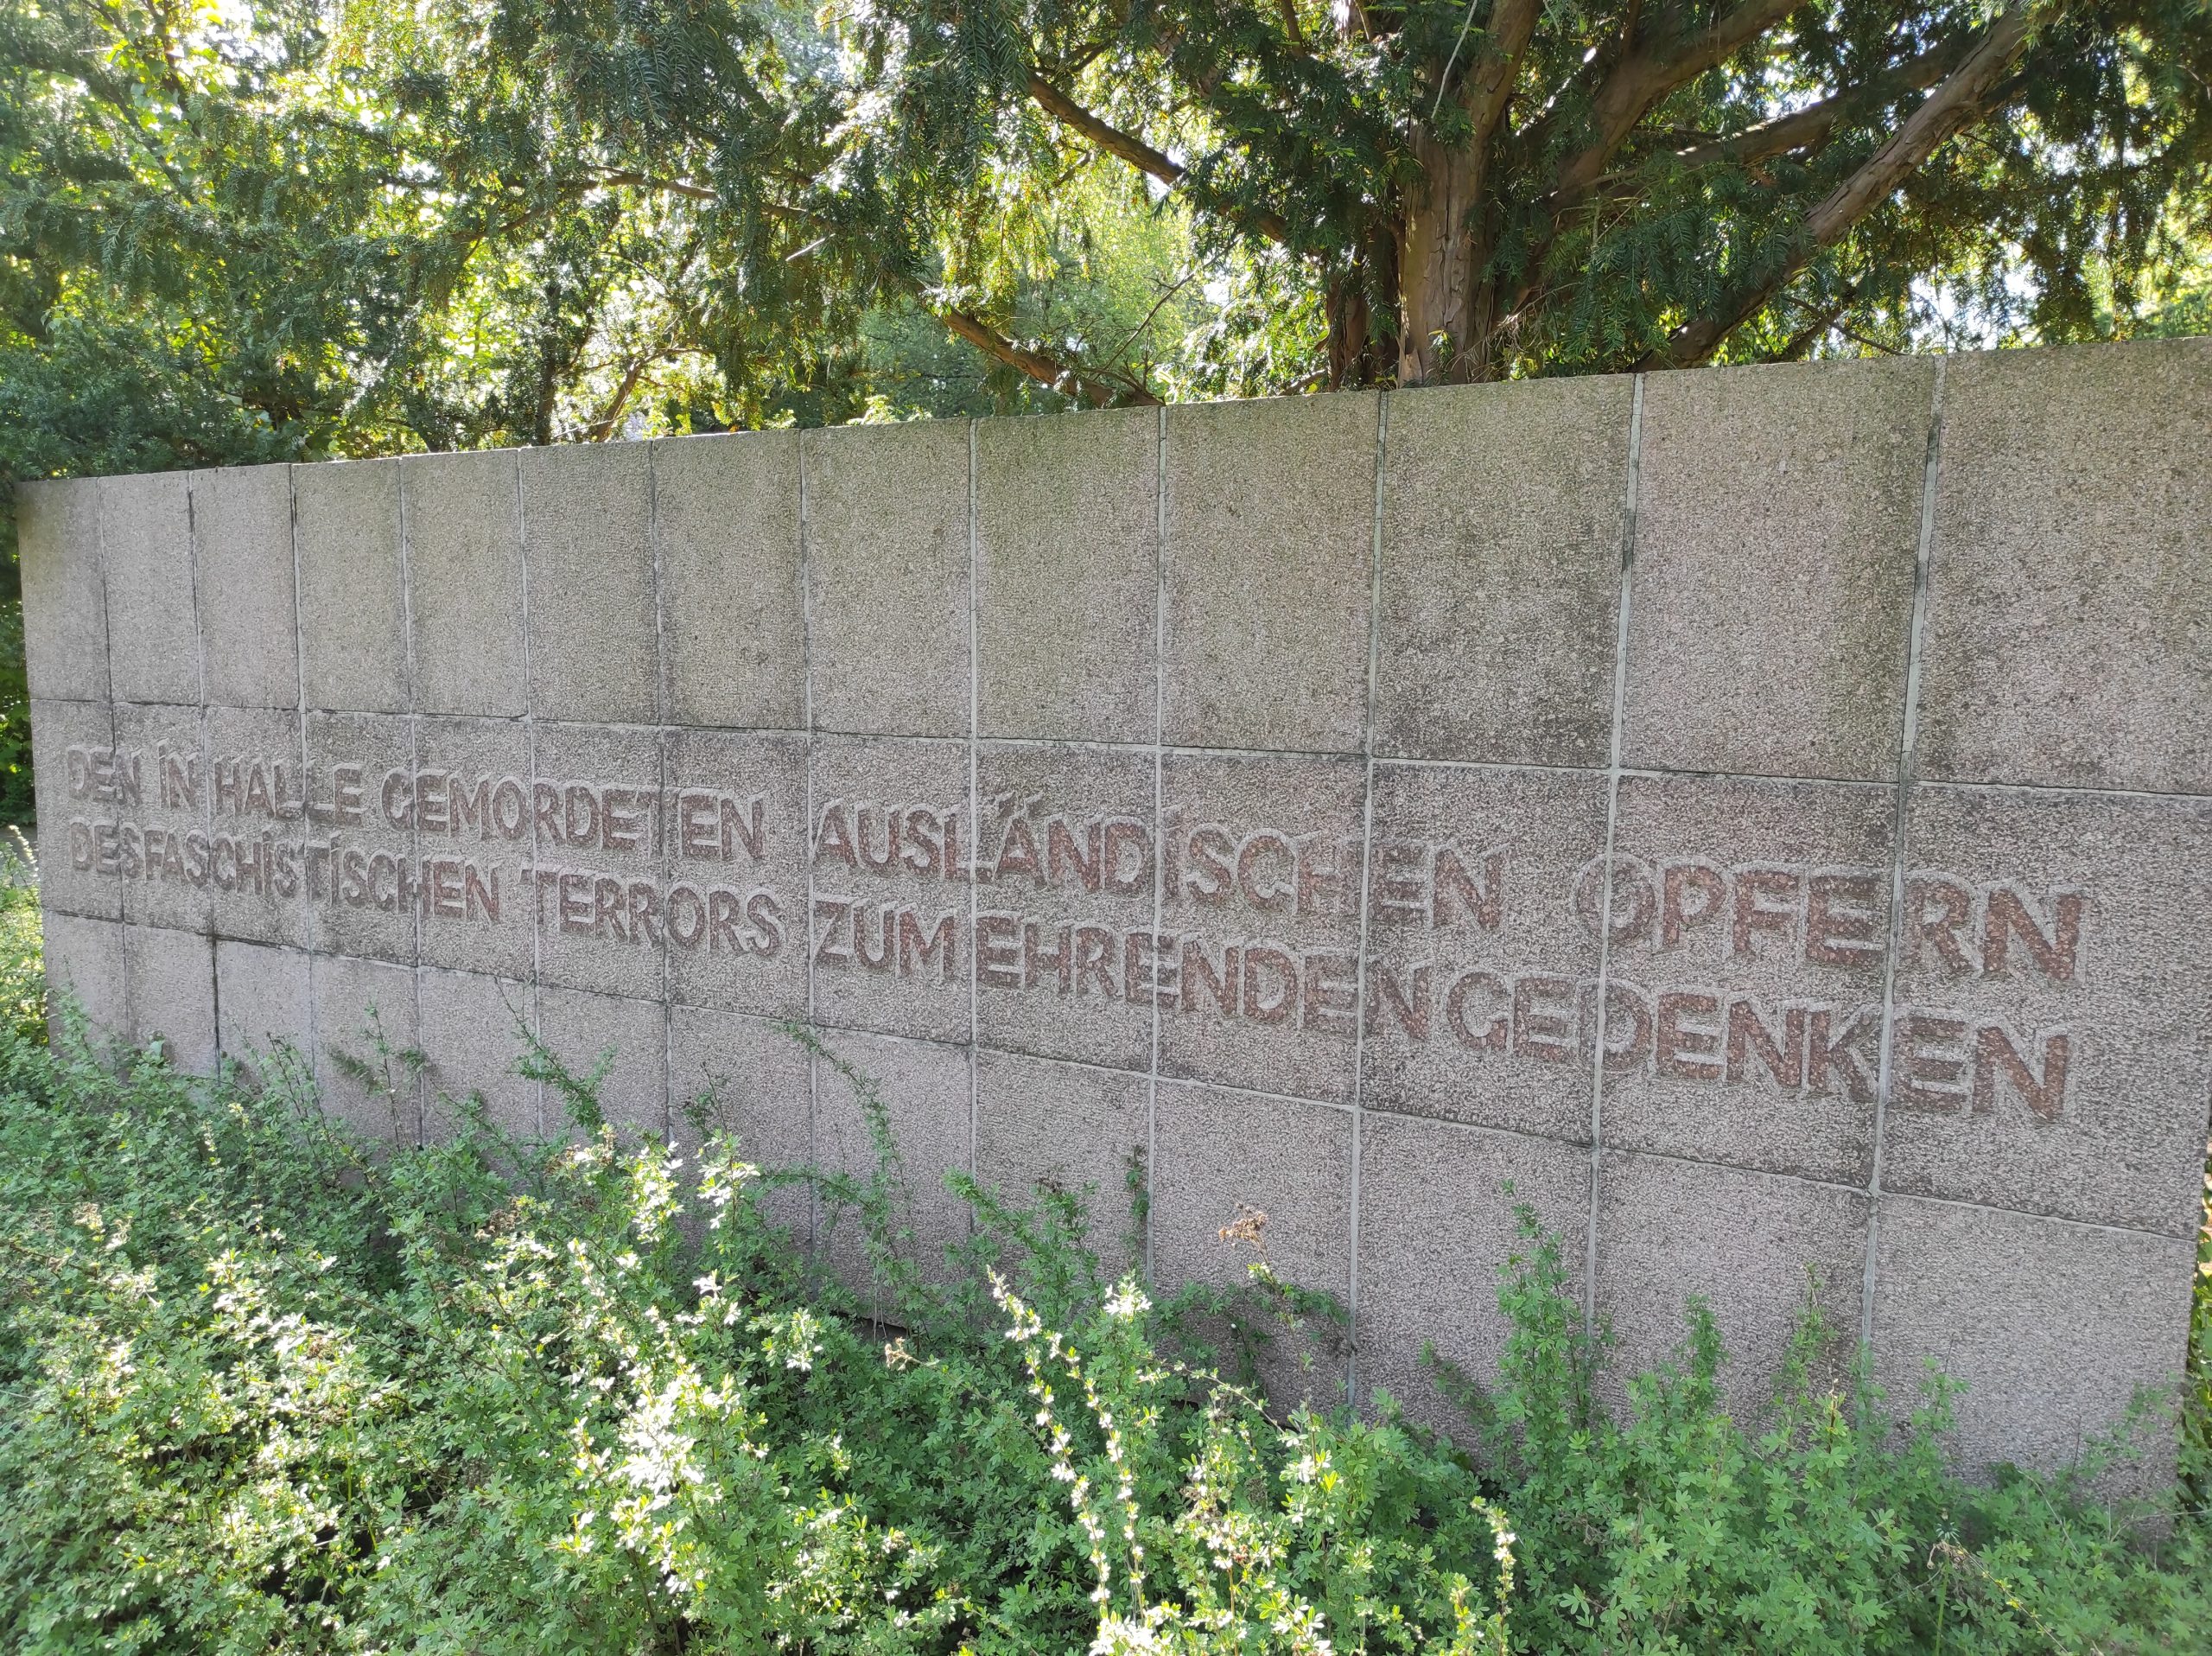 DEN IN HALLE GEMORDETEN AUSLÄNDISCHEN OPFERN
DES FASCHISTISCHEN TERRORS ZUM EHRENDEN GEDENKEN